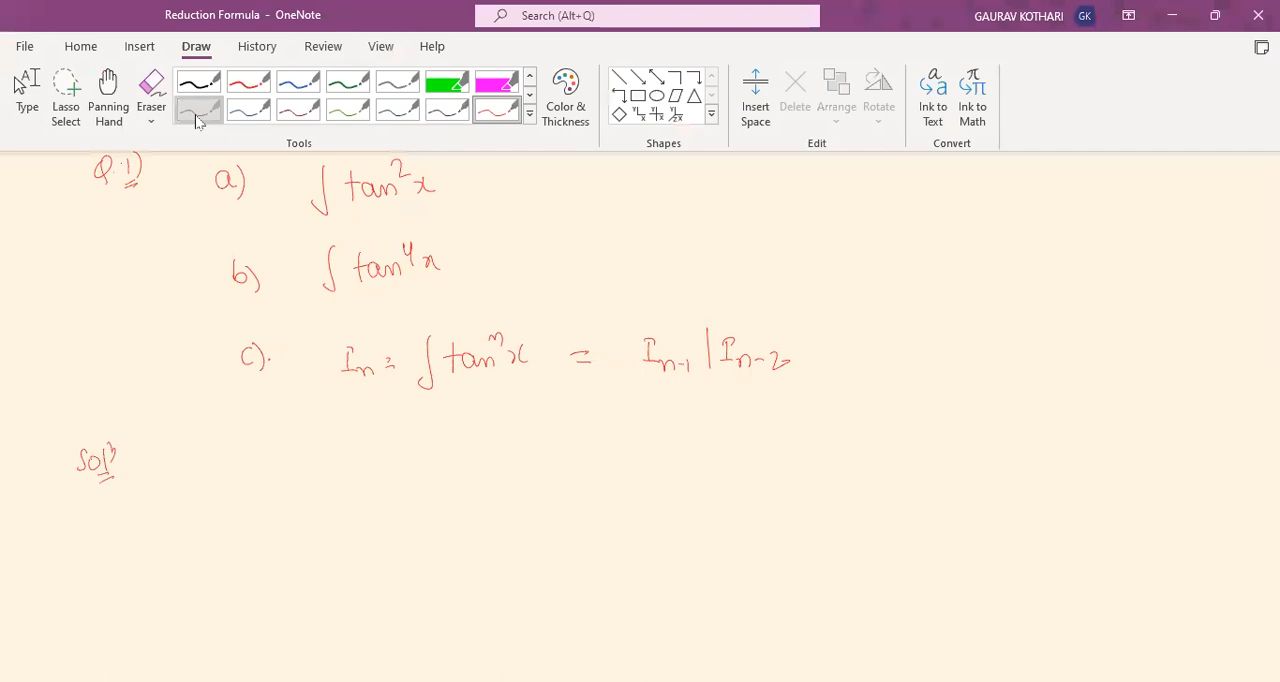 Reduction Formula - OneNote
Search (Alt+Q)
GAURAV KOTHARI
GK
File Home Insert Draw History Review View Help
Type
Lasso Select
Panning Hand
Eraser
Color & Thickness
Insert Space
Delete
Arrange
Rotate
Ink to Text
Ink to Math
Tools
Shapes
Edit
Convert
Q.1) a) ∫ tan²x
b) ∫ tan⁴x
c). Iₙ = ∫ tanⁿx = Iₙ₋₁ | Iₙ₋₂
Solⁿ